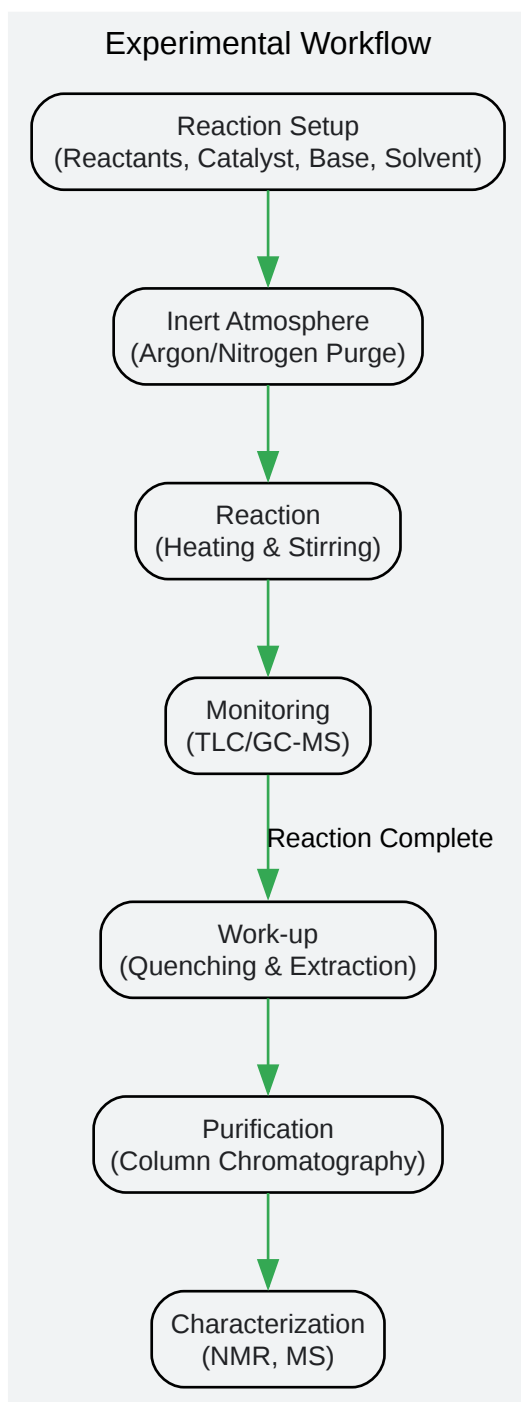 Experimental Workflow
Reaction Setup
(Reactants, Catalyst, Base, Solvent)
Inert Atmosphere
(Argon/Nitrogen Purge)
Reaction
(Heating & Stirring)
Monitoring
(TLC/GC-MS)
Reaction Complete
Work-up
(Quenching & Extraction)
Purification
(Column Chromatography)
Characterization
(NMR, MS)